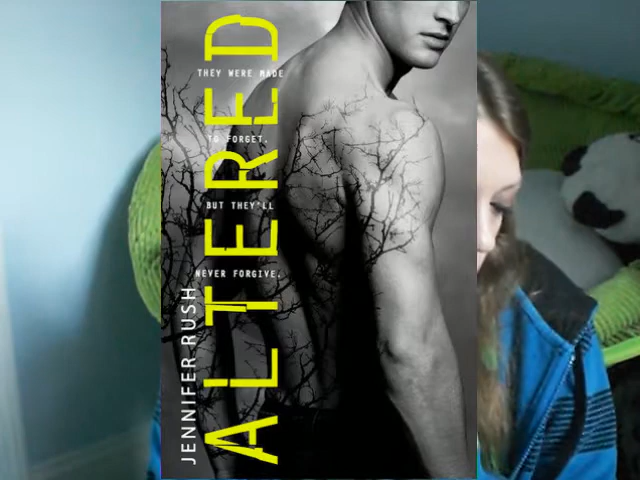 THEY WERE MADE
TO FORGET.
BUT THEY'LL
NEVER FORGIVE.
ALTERED
JENNIFER RUSH